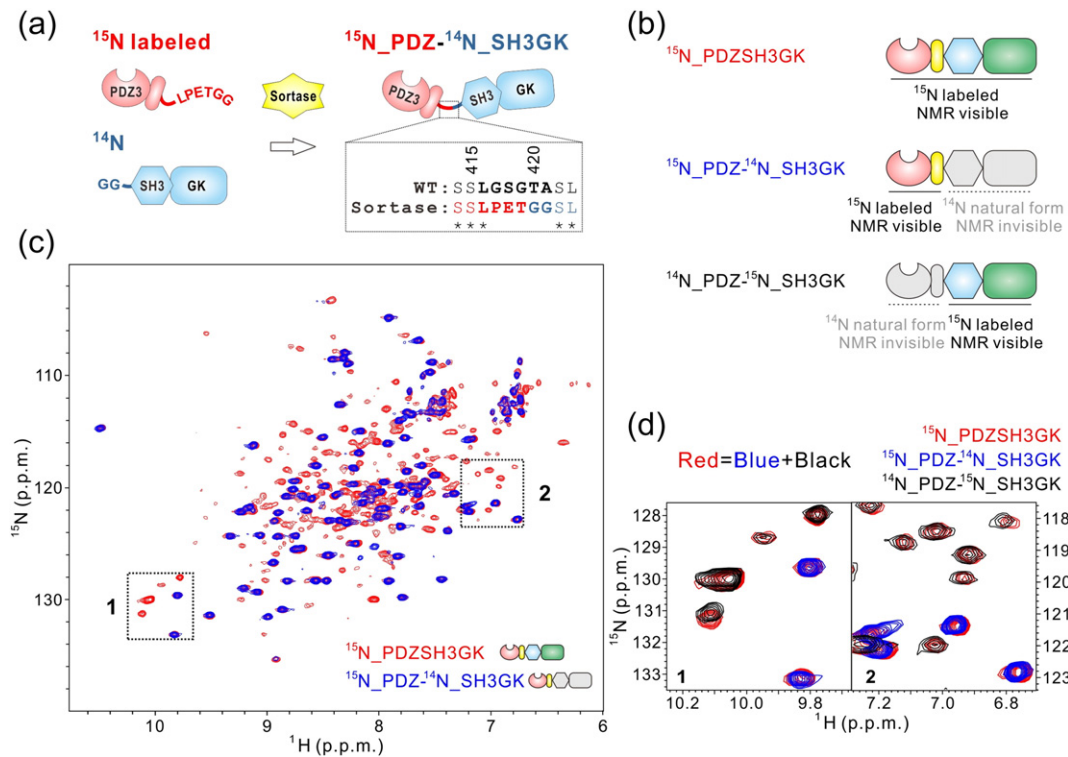 (a)
¹⁵N labeled
PDZ3
LPETGG
¹⁴N
GG
SH3
GK
Sortase
¹⁵N_PDZ-¹⁴N_SH3GK
PDZ3
SH3
GK
415
420
WT: SSLGSGTASL
Sortase: SSLPETGGSL
*** **
(b)
¹⁵N_PDZSH3GK
¹⁵N labeled
NMR visible
¹⁵N_PDZ-¹⁴N_SH3GK
¹⁵N labeled
NMR visible
¹⁴N natural form
NMR invisible
¹⁴N_PDZ-¹⁵N_SH3GK
¹⁴N natural form
NMR invisible
¹⁵N labeled
NMR visible
(c)
110
120
130
¹⁵N (p.p.m.)
1
2
¹⁵N_PDZSH3GK
¹⁵N_PDZ-¹⁴N_SH3GK
10
9
8
7
6
¹H (p.p.m.)
(d)
¹⁵N_PDZSH3GK
¹⁵N_PDZ-¹⁴N_SH3GK
¹⁴N_PDZ-¹⁵N_SH3GK
Red=Blue+Black
128
129
130
131
132
133
¹⁵N (p.p.m.)
118
119
120
121
122
123
1
2
10.2
10.0
9.8
7.2
7.0
6.8
¹H (p.p.m.)